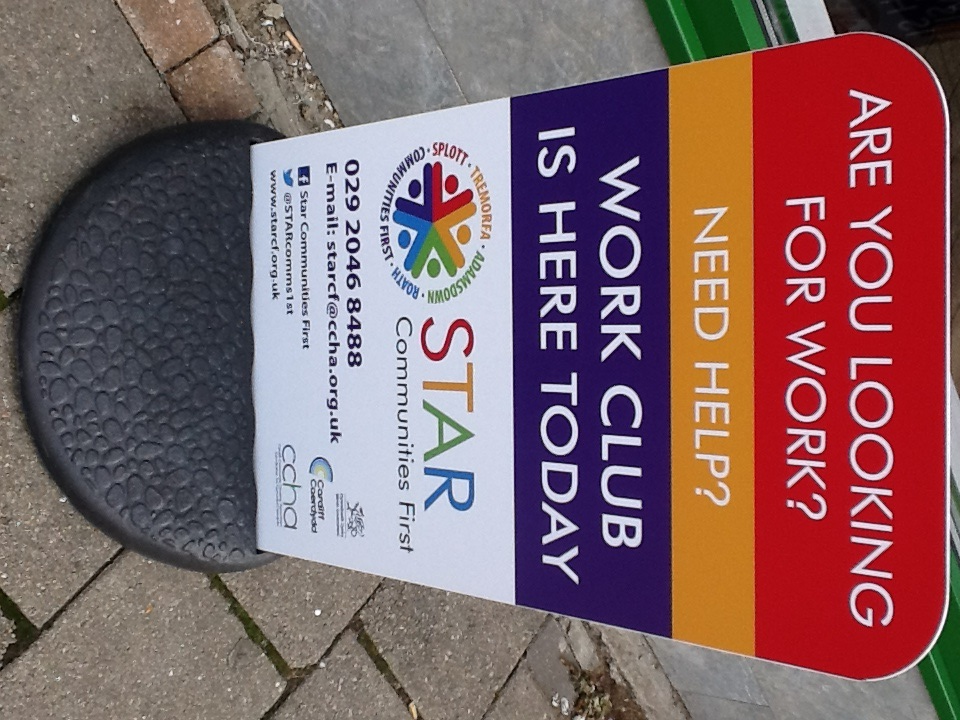 ARE YOU LOOKING
FOR WORK?
NEED HELP?
WORK CLUB
IS HERE TODAY
SPLOTT · TREMORFA · ADAMSDOWN · ROATH · COMMUNITIES FIRST ·
STAR
Communities First
029 2046 8488
E-mail: starcf@ccha.org.uk
Star Communities First
@STARcomms1st
www.starcf.org.uk
Cardiff
Caerdydd
ccha